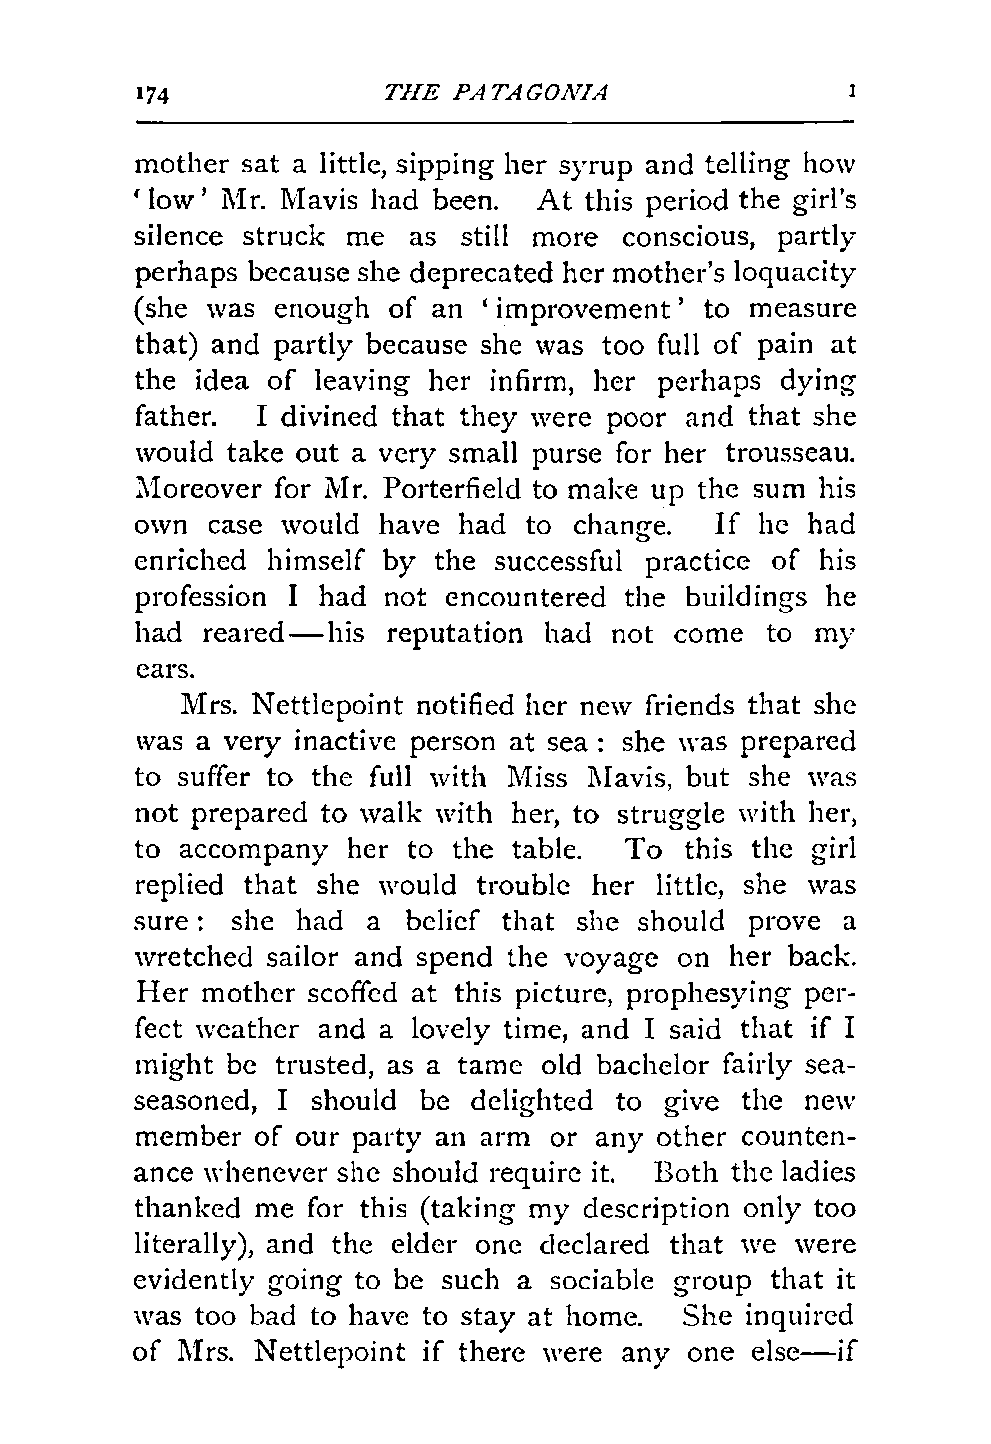 174 THE PATAGONIA I
mother sat a little, sipping her syrup and telling how
‘low’ Mr. Mavis had been. At this period the girl's
silence struck me as still more conscious, partly
perhaps because she deprecated her mother's loquacity
(she was enough of an ‘improvement’ to measure
that) and partly because she was too full of pain at
the idea of leaving her infirm, her perhaps dying
father. I divined that they were poor and that she
would take out a very small purse for her trousseau.
Moreover for Mr. Porterfield to make up the sum his
own case would have had to change. If he had
enriched himself by the successful practice of his
profession I had not encountered the buildings he
had reared—his reputation had not come to my
ears.
Mrs. Nettlepoint notified her new friends that she
was a very inactive person at sea : she was prepared
to suffer to the full with Miss Mavis, but she was
not prepared to walk with her, to struggle with her,
to accompany her to the table. To this the girl
replied that she would trouble her little, she was
sure : she had a belief that she should prove a
wretched sailor and spend the voyage on her back.
Her mother scoffed at this picture, prophesying per-
fect weather and a lovely time, and I said that if I
might be trusted, as a tame old bachelor fairly sea-
seasoned, I should be delighted to give the new
member of our party an arm or any other counten-
ance whenever she should require it. Both the ladies
thanked me for this (taking my description only too
literally), and the elder one declared that we were
evidently going to be such a sociable group that it
was too bad to have to stay at home. She inquired
of Mrs. Nettlepoint if there were any one else—if